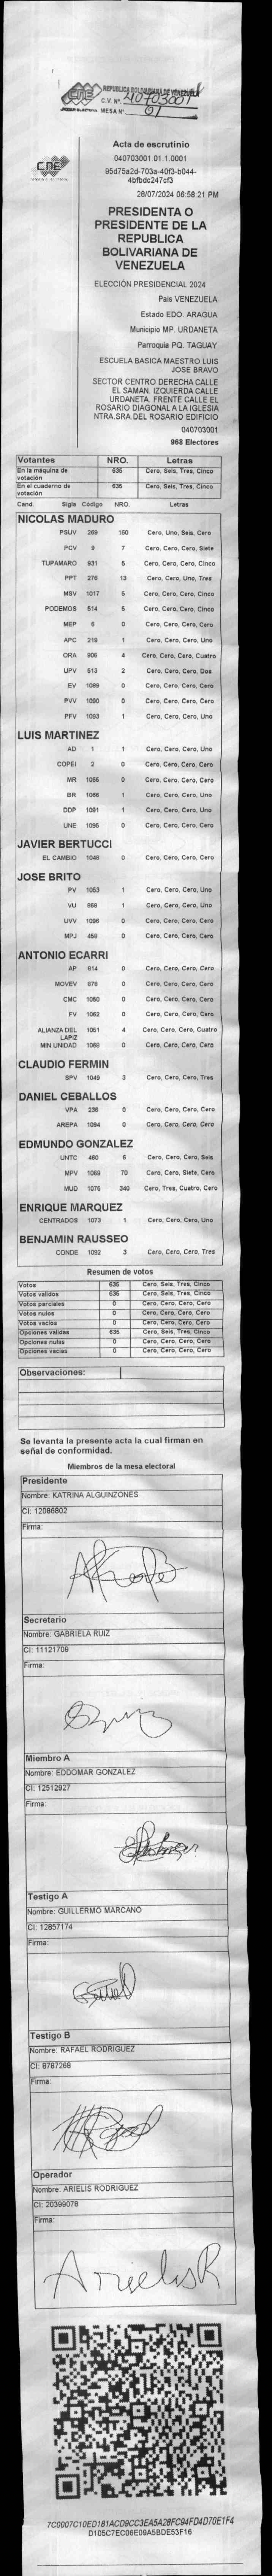 CNE
REPUBLICA BOLIVARIANA DE VENEZUELA
C.V. Nº. 40703001
MESA Nº 01
CNE
Acta de escrutinio
040703001.01.1.0001
95d75a2d-703a-40f3-b044-
4bfbdc247cf3
28/07/2024 06:58:21 PM
PRESIDENTA O
PRESIDENTE DE LA
REPUBLICA
BOLIVARIANA DE
VENEZUELA
ELECCIÓN PRESIDENCIAL 2024
Pais VENEZUELA
Estado EDO. ARAGUA
Municipio MP. URDANETA
Parroquia PQ. TAGUAY
ESCUELA BASICA MAESTRO LUIS
JOSE BRAVO
SECTOR CENTRO DERECHA CALLE
EL SAMAN. IZQUIERDA CALLE
URDANETA. FRENTE CALLE EL
ROSARIO DIAGONAL A LA IGLESIA
NTRA.SRA DEL ROSARIO EDIFICIO
040703001
968 Electores
Votantes NRO. Letras
En la máquina de votación 635 Cero, Seis, Tres, Cinco
En el cuaderno de votación 635 Cero, Seis, Tres, Cinco
Cand. Sigla Código NRO. Letras
NICOLAS MADURO
PSUV 269 160 Cero, Uno, Seis, Cero
PCV 9 7 Cero, Cero, Cero, Siete
TUPAMARO 931 5 Cero, Cero, Cero, Cinco
PPT 276 13 Cero, Cero, Uno, Tres
MSV 1017 5 Cero, Cero, Cero, Cinco
PODEMOS 514 5 Cero, Cero, Cero, Cinco
MEP 6 0 Cero, Cero, Cero, Cero
APC 219 1 Cero, Cero, Cero, Uno
ORA 906 4 Cero, Cero, Cero, Cuatro
UPV 513 2 Cero, Cero, Cero, Dos
EV 1089 0 Cero, Cero, Cero, Cero
PVV 1090 0 Cero, Cero, Cero, Cero
PFV 1093 1 Cero, Cero, Cero, Uno
LUIS MARTINEZ
AD 1 1 Cero, Cero, Cero, Uno
COPEI 2 0 Cero, Cero, Cero, Cero
MR 1065 0 Cero, Cero, Cero, Cero
BR 1066 1 Cero, Cero, Cero, Uno
DDP 1091 1 Cero, Cero, Cero, Uno
UNE 1095 0 Cero, Cero, Cero, Cero
JAVIER BERTUCCI
EL CAMBIO 1048 0 Cero, Cero, Cero, Cero
JOSE BRITO
PV 1053 1 Cero, Cero, Cero, Uno
VU 868 1 Cero, Cero, Cero, Uno
UVV 1096 0 Cero, Cero, Cero, Cero
MPJ 459 0 Cero, Cero, Cero, Cero
ANTONIO ECARRI
AP 814 0 Cero, Cero, Cero, Cero
MOVEV 979 0 Cero, Cero, Cero, Cero
CMC 1050 0 Cero, Cero, Cero, Cero
FV 1062 0 Cero, Cero, Cero, Cero
ALIANZA DEL LAPIZ 1051 4 Cero, Cero, Cero, Cuatro
MIN UNIDAD 1069 0 Cero, Cero, Cero, Cero
CLAUDIO FERMIN
SPV 1049 3 Cero, Cero, Cero, Tres
DANIEL CEBALLOS
VPA 236 0 Cero, Cero, Cero, Cero
AREPA 1094 0 Cero, Cero, Cero, Cero
EDMUNDO GONZALEZ
UNTC 460 6 Cero, Cero, Cero, Seis
MPV 1069 70 Cero, Cero, Siete, Cero
MUD 1075 340 Cero, Tres, Cuatro, Cero
ENRIQUE MARQUEZ
CENTRADOS 1073 1 Cero, Cero, Cero, Uno
BENJAMIN RAUSSEO
CONDE 1092 3 Cero, Cero, Cero, Tres
Resumen de votos
Votos 635 Cero, Seis, Tres, Cinco
Votos validos 635 Cero, Seis, Tres, Cinco
Votos parciales 0 Cero, Cero, Cero, Cero
Votos nulos 0 Cero, Cero, Cero, Cero
Votos vacios 0 Cero, Cero, Cero, Cero
Opciones validas 635 Cero, Seis, Tres, Cinco
Opciones nulas 0 Cero, Cero, Cero, Cero
Opciones vacias 0 Cero, Cero, Cero, Cero
Observaciones:
Se levanta la presente acta la cual firman en
señal de conformidad.
Miembros de la mesa electoral
Presidente
Nombre: KATRINA ALGUINZONES
CI: 12086802
Firma:
Secretario
Nombre: GABRIELA RUIZ
CI: 11121709
Firma:
Miembro A
Nombre: EDDOMAR GONZALEZ
CI: 12512927
Firma:
Testigo A
Nombre: GUILLERMO MARCANO
CI: 12857174
Firma:
Testigo B
Nombre: RAFAEL RODRIGUEZ
CI: 8787268
Firma:
Operador
Nombre: ARIELIS RODRIGUEZ
CI: 20399078
Firma:
ArielisR
7C0007C10ED181ACD9CC3EA5A28FC94FD4D70E1F4
D105C7EC06E09A5BDE53F16